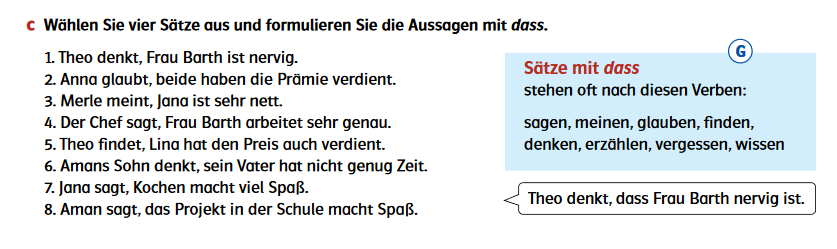 c Wählen Sie vier Sätze aus und formulieren Sie die Aussagen mit dass.
1. Theo denkt, Frau Barth ist nervig.
2. Anna glaubt, beide haben die Prämie verdient.
3. Merle meint, Jana ist sehr nett.
4. Der Chef sagt, Frau Barth arbeitet sehr genau.
5. Theo findet, Lina hat den Preis auch verdient.
6. Amans Sohn denkt, sein Vater hat nicht genug Zeit.
7. Jana sagt, Kochen macht viel Spaß.
8. Aman sagt, das Projekt in der Schule macht Spaß.
G
Sätze mit dass
stehen oft nach diesen Verben:
sagen, meinen, glauben, finden,
denken, erzählen, vergessen, wissen
Theo denkt, dass Frau Barth nervig ist.